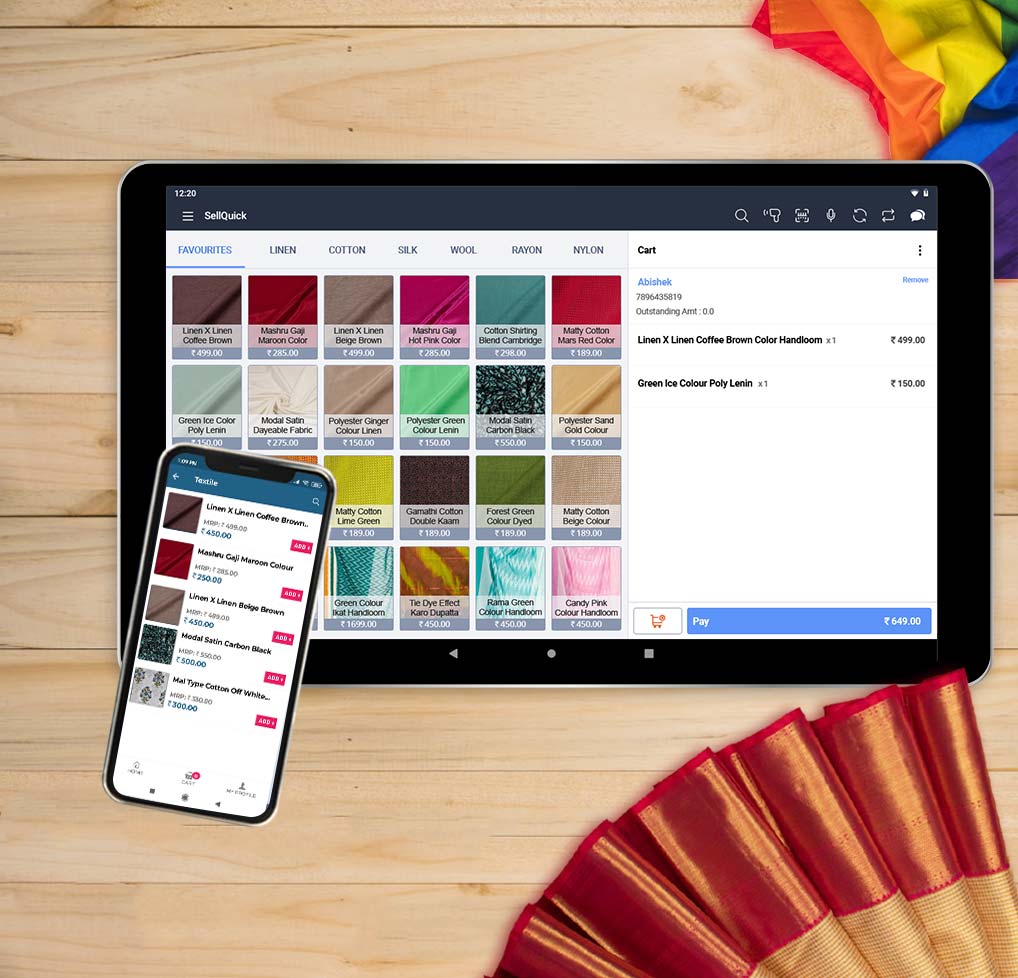 12:20
SellQuick
FAVOURITES LINEN COTTON SILK WOOL RAYON NYLON
Linen X Linen
Coffee Brown
₹ 499.00
Mashru Gaji
Maroon Color
₹ 285.00
Linen X Linen
Beige Brown
₹ 499.00
Mashru Gaji
Hot Pink Color
₹ 285.00
Cotton Shirting
Blend Cambridge
₹ 298.00
Matty Cotton
Mars Red Color
₹ 189.00
Green Ice Color
Poly Lenin
₹ 150.00
Modal Satin
Dayeable Fabric
₹ 275.00
Polyester Ginger
Colour Linen
₹ 150.00
Polyester Green
Colour Lenin
₹ 150.00
Modal Satin
Carbon Black
₹ 550.00
Polyester Sand
Gold Colour
₹ 150.00
Matty Cotton
Lime Green
₹ 189.00
Gamathi Cotton
Double Kaam
₹ 189.00
Forest Green
Colour Dyed
₹ 189.00
Matty Cotton
Beige Colour
₹ 189.00
Green Colour
Ikat Handloom
₹ 1699.00
Tie Dye Effect
Karo Dupatta
₹ 450.00
Rama Green
Colour Handloom
₹ 450.00
Candy Pink
Colour Handloom
₹ 450.00
Cart
Abishek Remove
7896435819
Outstanding Amt : 0.0
Linen X Linen Coffee Brown Color Handloom x 1 ₹ 499.00
Green Ice Colour Poly Lenin x 1 ₹ 150.00
Pay ₹ 649.00
1:09 PM
Textile
Linen X Linen Coffee Brown..
MRP: ₹ 499.00
₹ 450.00
ADD +
Mashru Gaji Maroon Colour
MRP: ₹ 285.00
₹ 250.00
ADD +
Linen X Linen Beige Brown
MRP: ₹ 499.00
₹ 450.00
ADD +
Modal Satin Carbon Black
MRP: ₹ 550.00
₹ 500.00
ADD +
Mal Type Cotton Off White...
MRP: ₹ 350.00
₹ 300.00
ADD +
HOME CART MY PROFILE